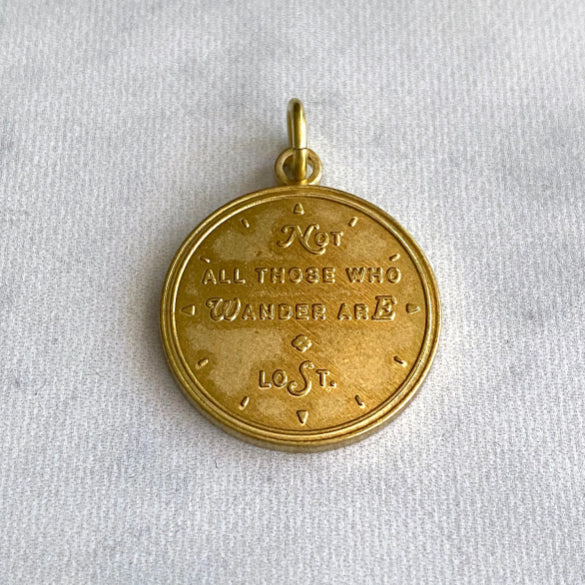 Not
ALL THOSE WHO
WANDER ARE
LOST.